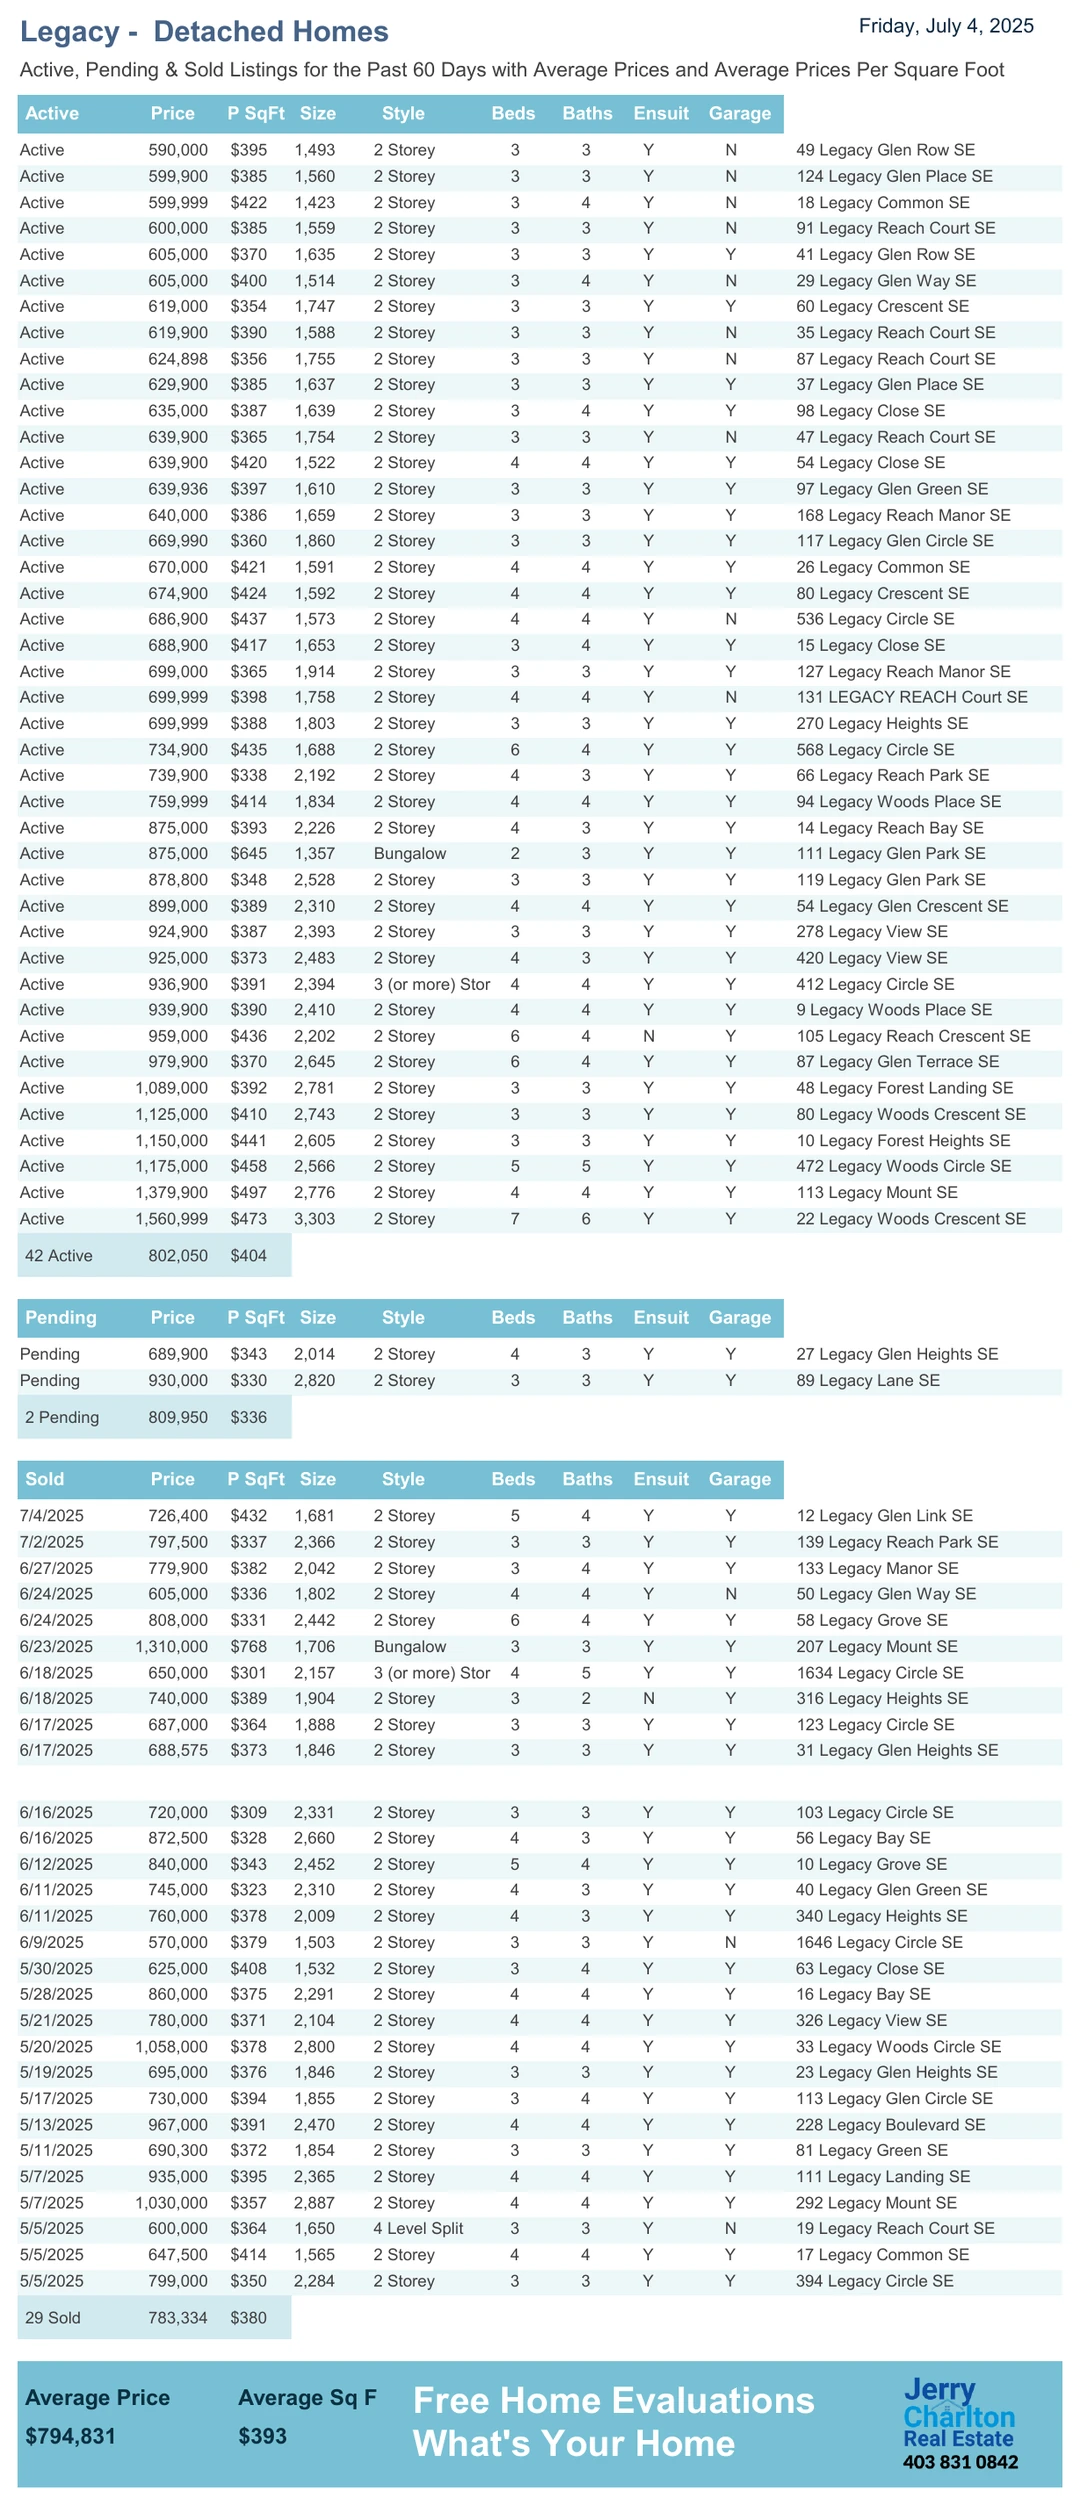 Legacy - Detached Homes
Friday, July 4, 2025
Active, Pending & Sold Listings for the Past 60 Days with Average Prices and Average Prices Per Square Foot
Active Price P SqFt Size Style Beds Baths Ensuit Garage
Active 590,000 $395 1,493 2 Storey 3 3 Y N 49 Legacy Glen Row SE
Active 599,900 $385 1,560 2 Storey 3 3 Y N 124 Legacy Glen Place SE
Active 599,999 $422 1,423 2 Storey 3 4 Y N 18 Legacy Common SE
Active 600,000 $385 1,559 2 Storey 3 3 Y N 91 Legacy Reach Court SE
Active 605,000 $370 1,635 2 Storey 3 3 Y Y 41 Legacy Glen Row SE
Active 605,000 $400 1,514 2 Storey 3 4 Y N 29 Legacy Glen Way SE
Active 619,000 $354 1,747 2 Storey 3 3 Y Y 60 Legacy Crescent SE
Active 619,900 $390 1,588 2 Storey 3 3 Y N 35 Legacy Reach Court SE
Active 624,898 $356 1,755 2 Storey 3 3 Y N 87 Legacy Reach Court SE
Active 629,900 $385 1,637 2 Storey 3 3 Y Y 37 Legacy Glen Place SE
Active 635,000 $387 1,639 2 Storey 3 4 Y Y 98 Legacy Close SE
Active 639,900 $365 1,754 2 Storey 3 3 Y N 47 Legacy Reach Court SE
Active 639,900 $420 1,522 2 Storey 4 4 Y Y 54 Legacy Close SE
Active 639,936 $397 1,610 2 Storey 3 3 Y Y 97 Legacy Glen Green SE
Active 640,000 $386 1,659 2 Storey 3 3 Y Y 168 Legacy Reach Manor SE
Active 669,990 $360 1,860 2 Storey 3 3 Y Y 117 Legacy Glen Circle SE
Active 670,000 $421 1,591 2 Storey 4 4 Y Y 26 Legacy Common SE
Active 674,900 $424 1,592 2 Storey 4 4 Y Y 80 Legacy Crescent SE
Active 686,900 $437 1,573 2 Storey 4 4 Y N 536 Legacy Circle SE
Active 688,900 $417 1,653 2 Storey 3 4 Y Y 15 Legacy Close SE
Active 699,000 $365 1,914 2 Storey 3 3 Y Y 127 Legacy Reach Manor SE
Active 699,999 $398 1,758 2 Storey 4 4 Y N 131 LEGACY REACH Court SE
Active 699,999 $388 1,803 2 Storey 3 3 Y Y 270 Legacy Heights SE
Active 734,900 $435 1,688 2 Storey 6 4 Y Y 568 Legacy Circle SE
Active 739,900 $338 2,192 2 Storey 4 3 Y Y 66 Legacy Reach Park SE
Active 759,999 $414 1,834 2 Storey 4 4 Y Y 94 Legacy Woods Place SE
Active 875,000 $393 2,226 2 Storey 4 3 Y Y 14 Legacy Reach Bay SE
Active 875,000 $645 1,357 Bungalow 2 3 Y Y 111 Legacy Glen Park SE
Active 878,800 $348 2,528 2 Storey 3 3 Y Y 119 Legacy Glen Park SE
Active 899,000 $389 2,310 2 Storey 4 4 Y Y 54 Legacy Glen Crescent SE
Active 924,900 $387 2,393 2 Storey 3 3 Y Y 278 Legacy View SE
Active 925,000 $373 2,483 2 Storey 4 3 Y Y 420 Legacy View SE
Active 936,900 $391 2,394 3 (or more) Stor 4 4 Y Y 412 Legacy Circle SE
Active 939,900 $390 2,410 2 Storey 4 4 Y Y 9 Legacy Woods Place SE
Active 959,000 $436 2,202 2 Storey 6 4 N Y 105 Legacy Reach Crescent SE
Active 979,900 $370 2,645 2 Storey 6 4 Y Y 87 Legacy Glen Terrace SE
Active 1,089,000 $392 2,781 2 Storey 3 3 Y Y 48 Legacy Forest Landing SE
Active 1,125,000 $410 2,743 2 Storey 3 3 Y Y 80 Legacy Woods Crescent SE
Active 1,150,000 $441 2,605 2 Storey 3 3 Y Y 10 Legacy Forest Heights SE
Active 1,175,000 $458 2,566 2 Storey 5 5 Y Y 472 Legacy Woods Circle SE
Active 1,379,900 $497 2,776 2 Storey 4 4 Y Y 113 Legacy Mount SE
Active 1,560,999 $473 3,303 2 Storey 7 6 Y Y 22 Legacy Woods Crescent SE
42 Active 802,050 $404
Pending Price P SqFt Size Style Beds Baths Ensuit Garage
Pending 689,900 $343 2,014 2 Storey 4 3 Y Y 27 Legacy Glen Heights SE
Pending 930,000 $330 2,820 2 Storey 3 3 Y Y 89 Legacy Lane SE
2 Pending 809,950 $336
Sold Price P SqFt Size Style Beds Baths Ensuit Garage
7/4/2025 726,400 $432 1,681 2 Storey 5 4 Y Y 12 Legacy Glen Link SE
7/2/2025 797,500 $337 2,366 2 Storey 3 3 Y Y 139 Legacy Reach Park SE
6/27/2025 779,900 $382 2,042 2 Storey 3 4 Y Y 133 Legacy Manor SE
6/24/2025 605,000 $336 1,802 2 Storey 4 4 Y N 50 Legacy Glen Way SE
6/24/2025 808,000 $331 2,442 2 Storey 6 4 Y Y 58 Legacy Grove SE
6/23/2025 1,310,000 $768 1,706 Bungalow 3 3 Y Y 207 Legacy Mount SE
6/18/2025 650,000 $301 2,157 3 (or more) Stor 4 5 Y Y 1634 Legacy Circle SE
6/18/2025 740,000 $389 1,904 2 Storey 3 2 N Y 316 Legacy Heights SE
6/17/2025 687,000 $364 1,888 2 Storey 3 3 Y Y 123 Legacy Circle SE
6/17/2025 688,575 $373 1,846 2 Storey 3 3 Y Y 31 Legacy Glen Heights SE
6/16/2025 720,000 $309 2,331 2 Storey 3 3 Y Y 103 Legacy Circle SE
6/16/2025 872,500 $328 2,660 2 Storey 4 3 Y Y 56 Legacy Bay SE
6/12/2025 840,000 $343 2,452 2 Storey 5 4 Y Y 10 Legacy Grove SE
6/11/2025 745,000 $323 2,310 2 Storey 4 3 Y Y 40 Legacy Glen Green SE
6/11/2025 760,000 $378 2,009 2 Storey 4 3 Y Y 340 Legacy Heights SE
6/9/2025 570,000 $379 1,503 2 Storey 3 3 Y N 1646 Legacy Circle SE
5/30/2025 625,000 $408 1,532 2 Storey 3 4 Y Y 63 Legacy Close SE
5/28/2025 860,000 $375 2,291 2 Storey 4 4 Y Y 16 Legacy Bay SE
5/21/2025 780,000 $371 2,104 2 Storey 4 4 Y Y 326 Legacy View SE
5/20/2025 1,058,000 $378 2,800 2 Storey 4 4 Y Y 33 Legacy Woods Circle SE
5/19/2025 695,000 $376 1,846 2 Storey 3 3 Y Y 23 Legacy Glen Heights SE
5/17/2025 730,000 $394 1,855 2 Storey 3 4 Y Y 113 Legacy Glen Circle SE
5/13/2025 967,000 $391 2,470 2 Storey 4 4 Y Y 228 Legacy Boulevard SE
5/11/2025 690,300 $372 1,854 2 Storey 3 3 Y Y 81 Legacy Green SE
5/7/2025 935,000 $395 2,365 2 Storey 4 4 Y Y 111 Legacy Landing SE
5/7/2025 1,030,000 $357 2,887 2 Storey 4 4 Y Y 292 Legacy Mount SE
5/5/2025 600,000 $364 1,650 4 Level Split 3 3 Y N 19 Legacy Reach Court SE
5/5/2025 647,500 $414 1,565 2 Storey 4 4 Y Y 17 Legacy Common SE
5/5/2025 799,000 $350 2,284 2 Storey 3 3 Y Y 394 Legacy Circle SE
29 Sold 783,334 $380
Average Price Average Sq F
$794,831 $393
Free Home Evaluations
What's Your Home
Jerry
Charlton
Real Estate
403 831 0842